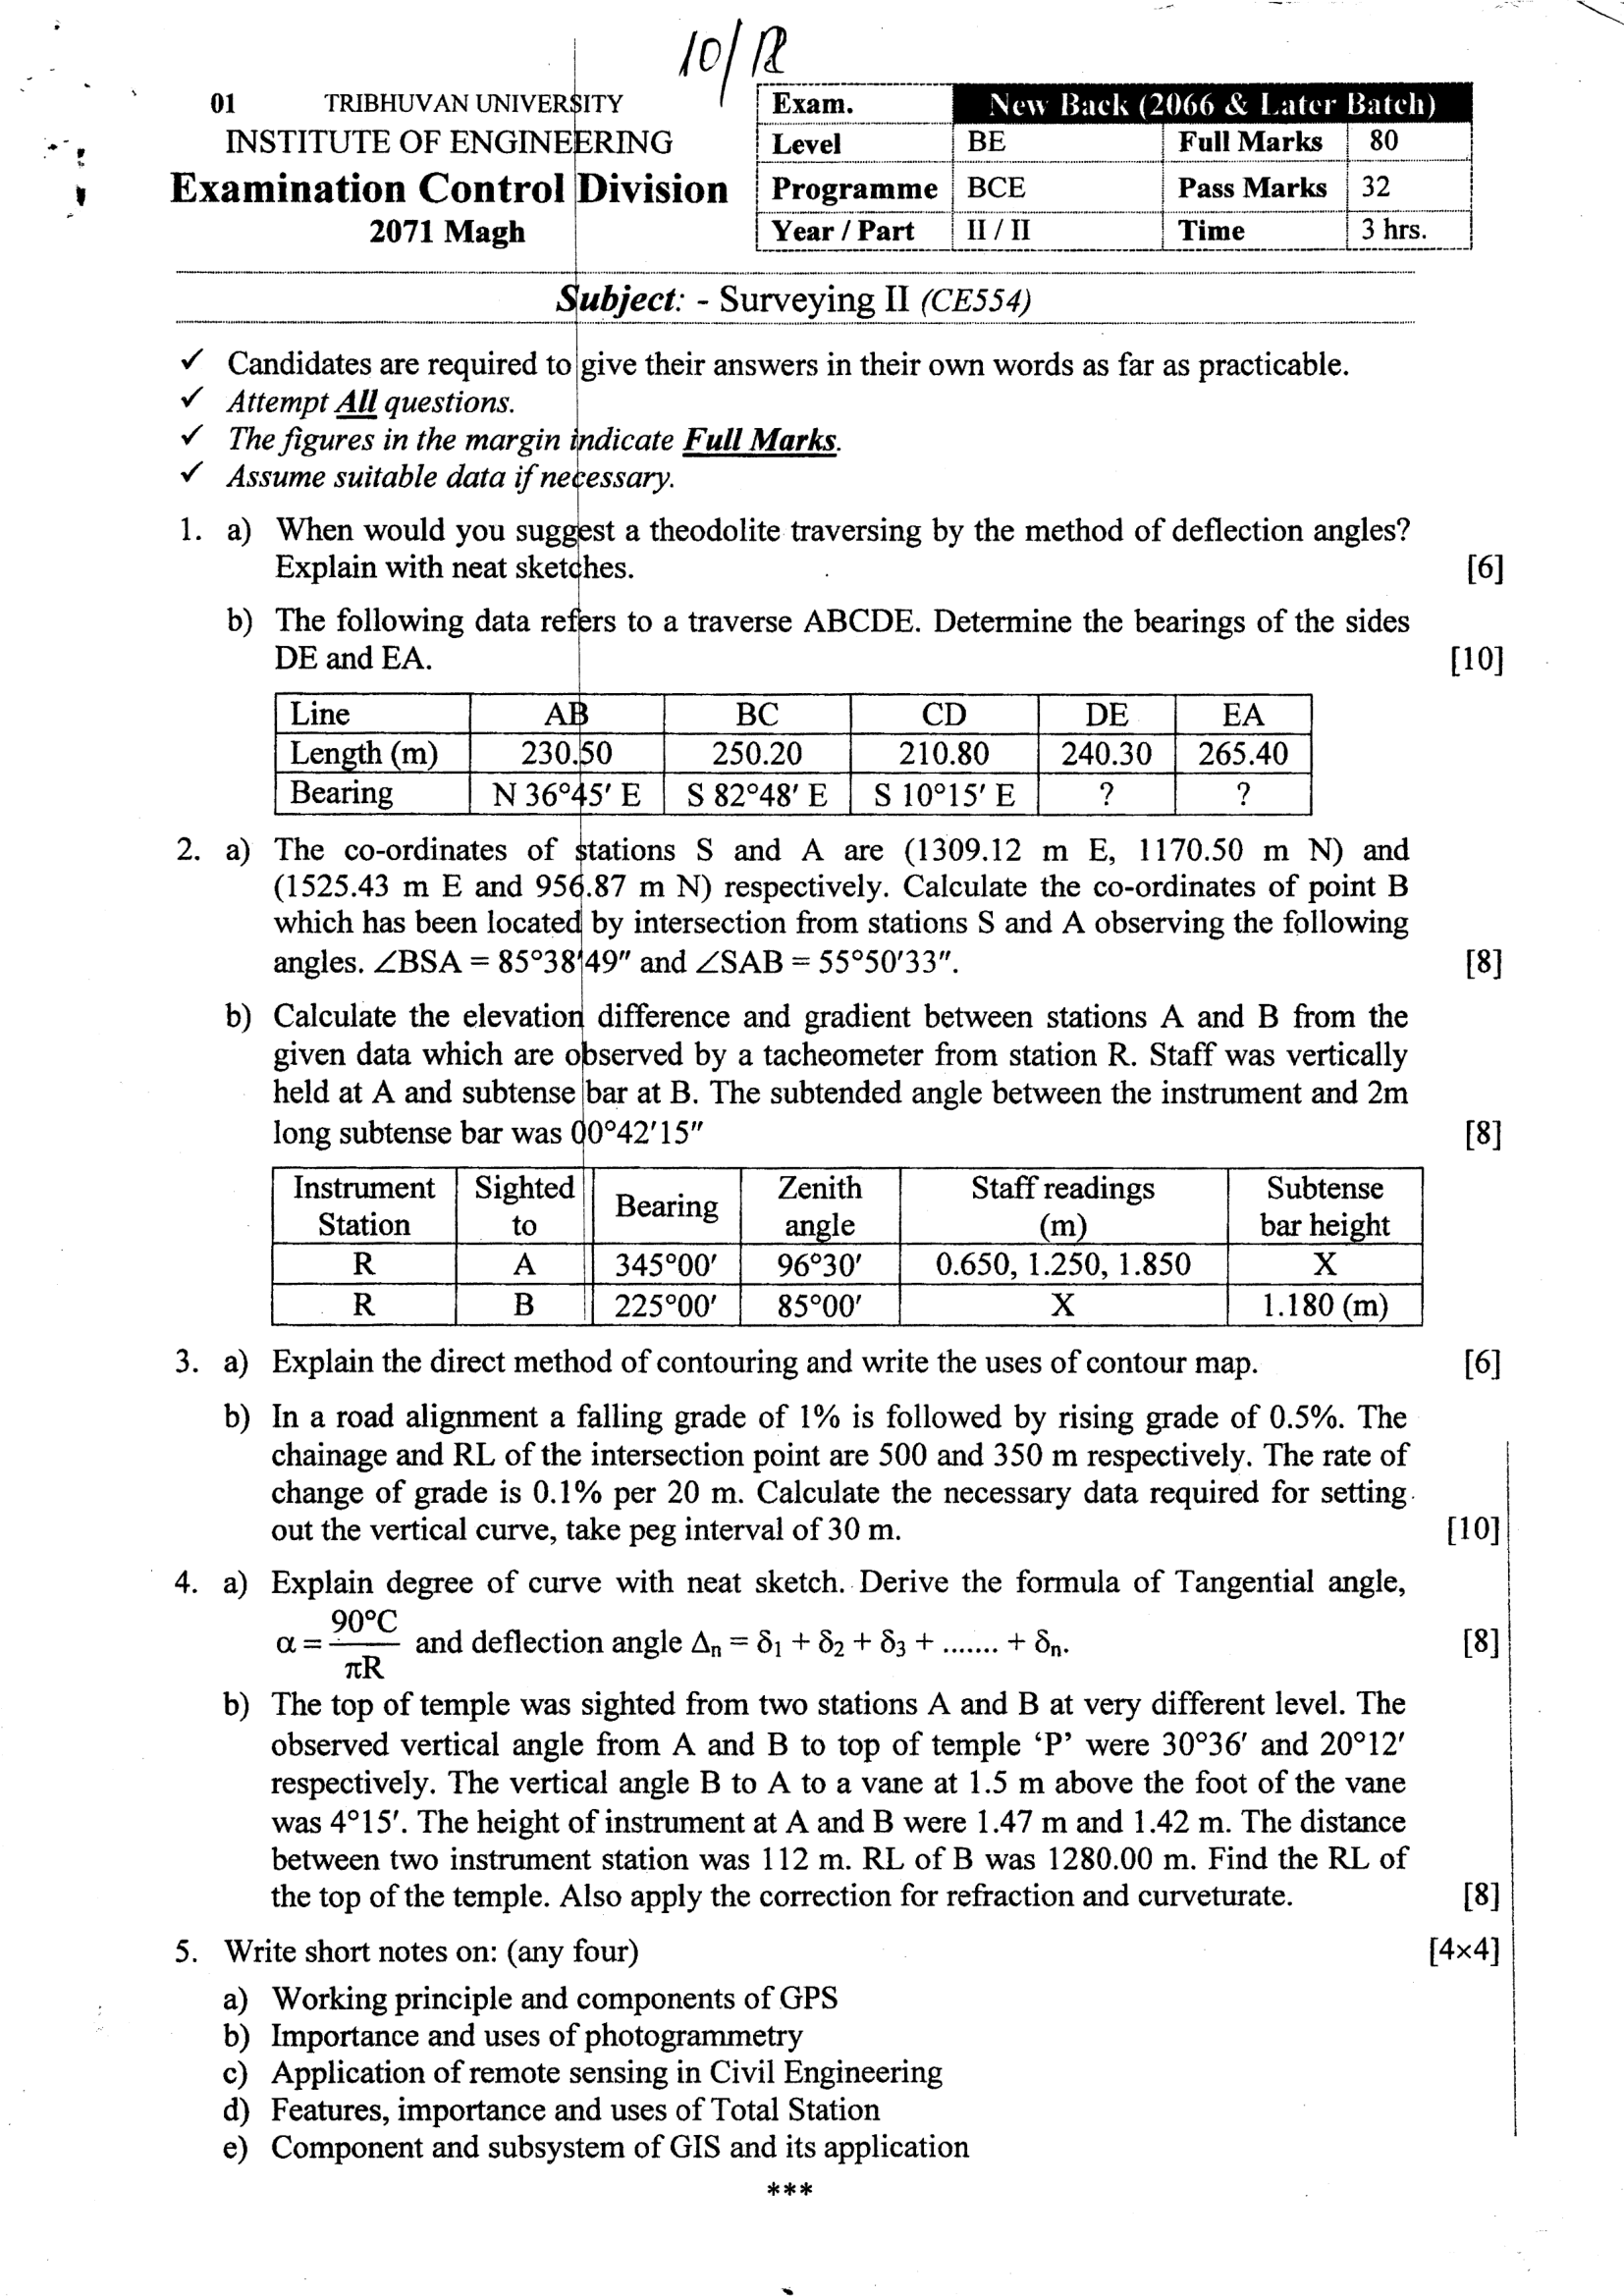 10/12
01 TRIBHUVAN UNIVERSITY
INSTITUTE OF ENGINEERING
Examination Control Division
2071 Magh
Exam. New Back (2066 & Later Batch)
Level BE Full Marks 80
Programme BCE Pass Marks 32
Year / Part II / II Time 3 hrs.
Subject: - Surveying II (CE554)
✓ Candidates are required to give their answers in their own words as far as practicable.
✓ Attempt All questions.
✓ The figures in the margin indicate Full Marks.
✓ Assume suitable data if necessary.
1. a) When would you suggest a theodolite traversing by the method of deflection angles?
Explain with neat sketches. [6]
b) The following data refers to a traverse ABCDE. Determine the bearings of the sides
DE and EA. [10]
Line AB BC CD DE EA
Length (m) 230.50 250.20 210.80 240.30 265.40
Bearing N 36°45′ E S 82°48′ E S 10°15′ E ? ?
2. a) The co-ordinates of stations S and A are (1309.12 m E, 1170.50 m N) and
(1525.43 m E and 956.87 m N) respectively. Calculate the co-ordinates of point B
which has been located by intersection from stations S and A observing the following
angles. ∠BSA = 85°38′49″ and ∠SAB = 55°50′33″. [8]
b) Calculate the elevation difference and gradient between stations A and B from the
given data which are observed by a tacheometer from station R. Staff was vertically
held at A and subtense bar at B. The subtended angle between the instrument and 2m
long subtense bar was 00°42′15″ [8]
Instrument Station Sighted to Bearing Zenith angle Staff readings (m) Subtense bar height
R A 345°00′ 96°30′ 0.650, 1.250, 1.850 X
R B 225°00′ 85°00′ X 1.180 (m)
3. a) Explain the direct method of contouring and write the uses of contour map. [6]
b) In a road alignment a falling grade of 1% is followed by rising grade of 0.5%. The
chainage and RL of the intersection point are 500 and 350 m respectively. The rate of
change of grade is 0.1% per 20 m. Calculate the necessary data required for setting
out the vertical curve, take peg interval of 30 m. [10]
4. a) Explain degree of curve with neat sketch. Derive the formula of Tangential angle,
α = 90°C / πR and deflection angle Δn = δ1 + δ2 + δ3 + ....... + δn. [8]
b) The top of temple was sighted from two stations A and B at very different level. The
observed vertical angle from A and B to top of temple ‘P’ were 30°36′ and 20°12′
respectively. The vertical angle B to A to a vane at 1.5 m above the foot of the vane
was 4°15′. The height of instrument at A and B were 1.47 m and 1.42 m. The distance
between two instrument station was 112 m. RL of B was 1280.00 m. Find the RL of
the top of the temple. Also apply the correction for refraction and curveturate. [8]
5. Write short notes on: (any four) [4×4]
a) Working principle and components of GPS
b) Importance and uses of photogrammetry
c) Application of remote sensing in Civil Engineering
d) Features, importance and uses of Total Station
e) Component and subsystem of GIS and its application
***